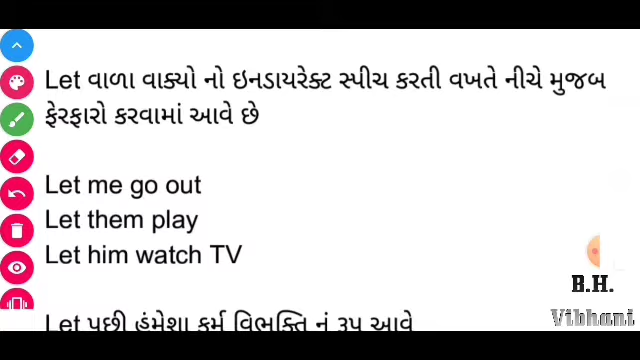 Let વાળા વાક્યો નો ઇનડાયરેક્ટ સ્પીચ કરતી વખતે નીચે મુજબ
ફેરફારો કરવામાં આવે છે
Let me go out
Let them play
Let him watch TV
Let પછી હંમેશા કર્મ વિભક્તિ નું રૂપ આવે
B.H.
Vibhani